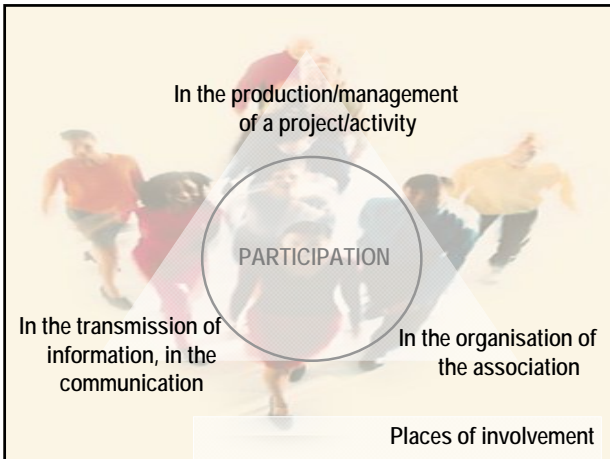 In the production/management
of a project/activity
PARTICIPATION
In the transmission of
information, in the
communication
In the organisation of
the association
Places of involvement